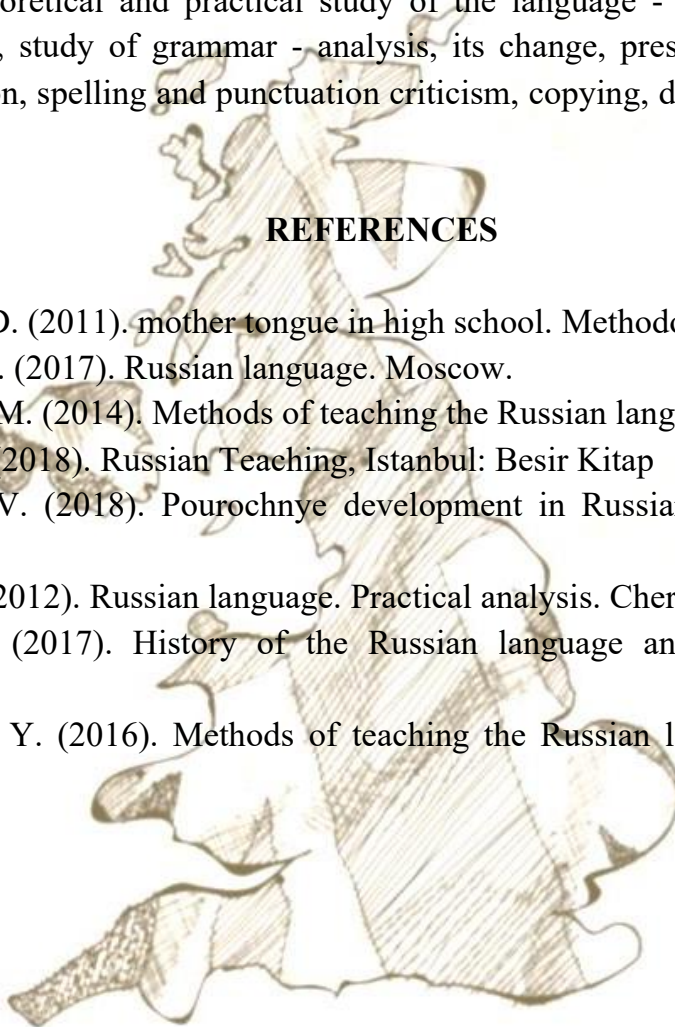 oretical and practical study of the language -
, study of grammar - analysis, its change, pres
on, spelling and punctuation criticism, copying, d
REFERENCES
D. (2011). mother tongue in high school. Methodo
. (2017). Russian language. Moscow.
M. (2014). Methods of teaching the Russian lang
2018). Russian Teaching, Istanbul: Besir Kitap
V. (2018). Pourochnye development in Russia
2012). Russian language. Practical analysis. Cher
(2017). History of the Russian language an
Y. (2016). Methods of teaching the Russian l